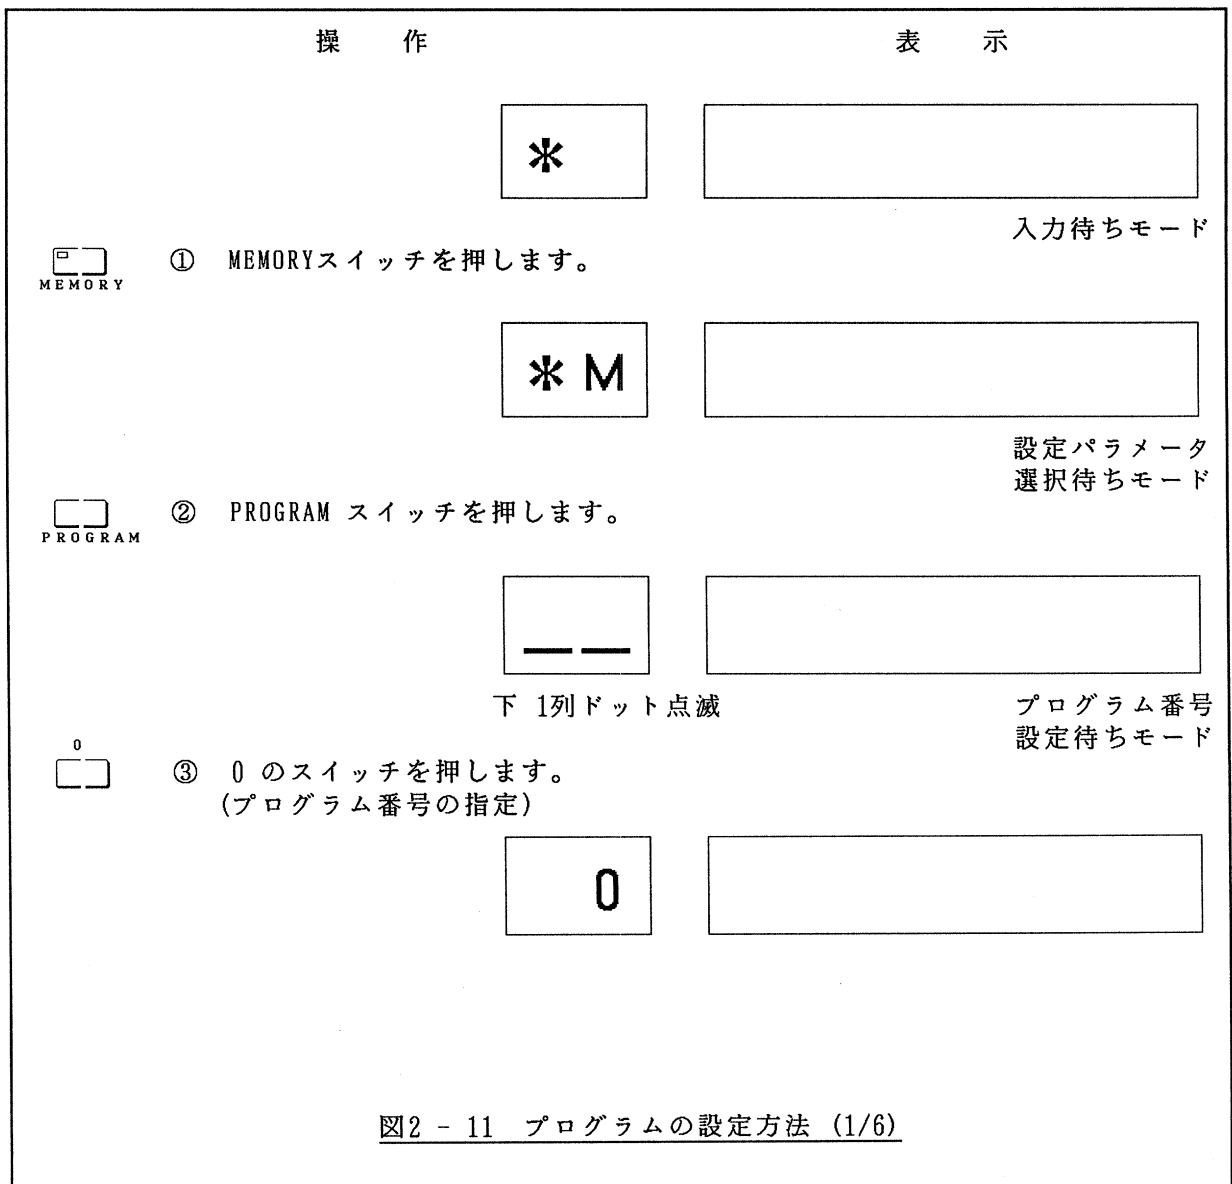 操　作　表　示
*
入力待ちモード
MEMORY ① MEMORYスイッチを押します。
* M
設定パラメータ
選択待ちモード
PROGRAM ② PROGRAM スイッチを押します。
__ __
下 1列ドット点滅 プログラム番号
設定待ちモード
0
③ 0 のスイッチを押します。
(プログラム番号の指定)
0
図2 - 11 プログラムの設定方法 (1/6)